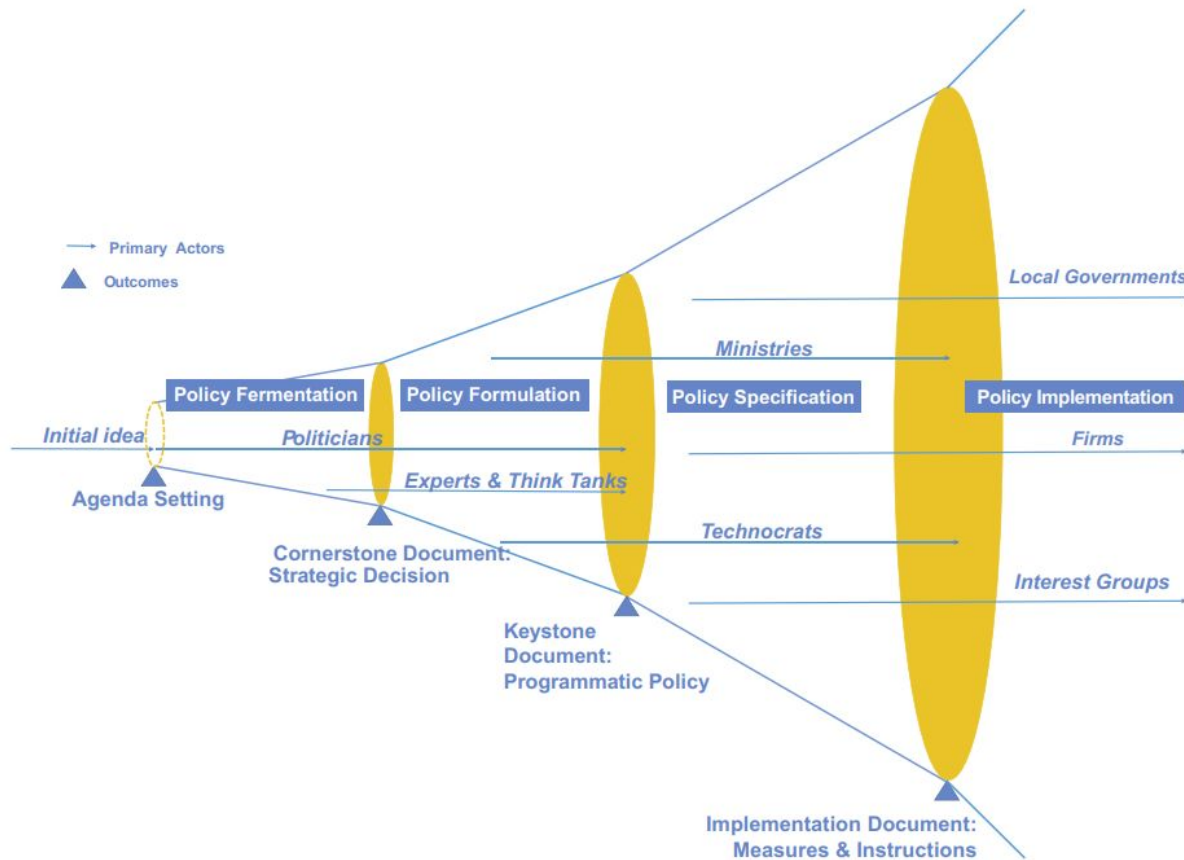 Primary Actors
Outcomes
Local Governments
Ministries
Policy Fermentation
Policy Formulation
Policy Specification
Policy Implementation
Initial idea
Politicians
Firms
Experts & Think Tanks
Agenda Setting
Technocrats
Cornerstone Document:
Strategic Decision
Interest Groups
Keystone
Document:
Programmatic Policy
Implementation Document:
Measures & Instructions